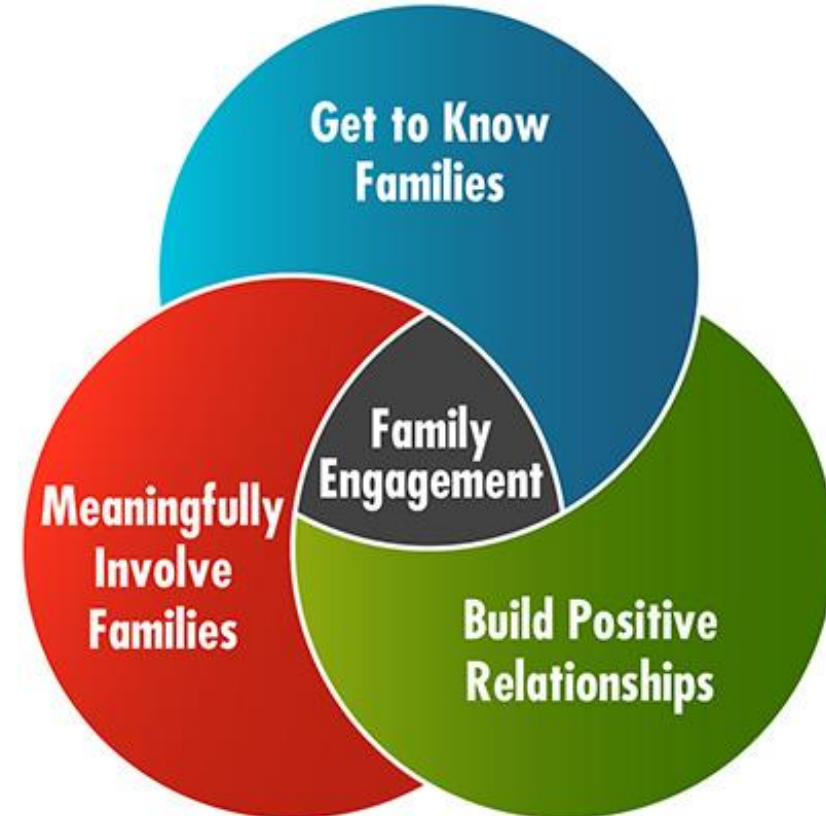 Get to Know
Families
Family
Engagement
Meaningfully
Involve
Families
Build Positive
Relationships